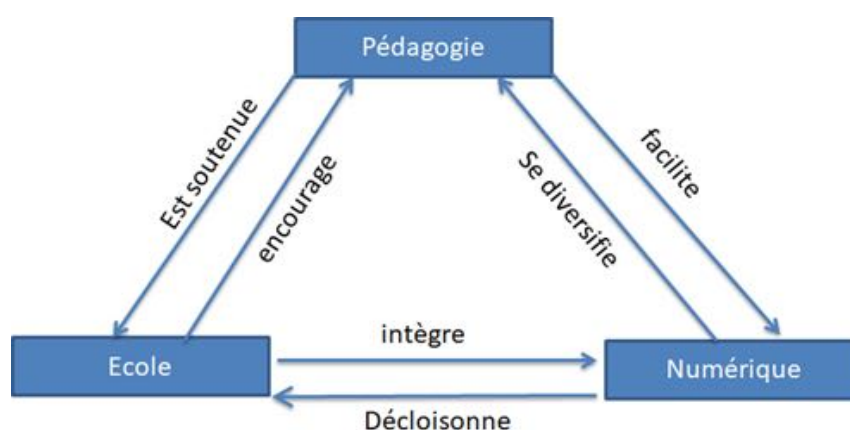 Pédagogie
Est soutenue
encourage
Se diversifie
facilite
intègre
Ecole
Numérique
Décloisonne